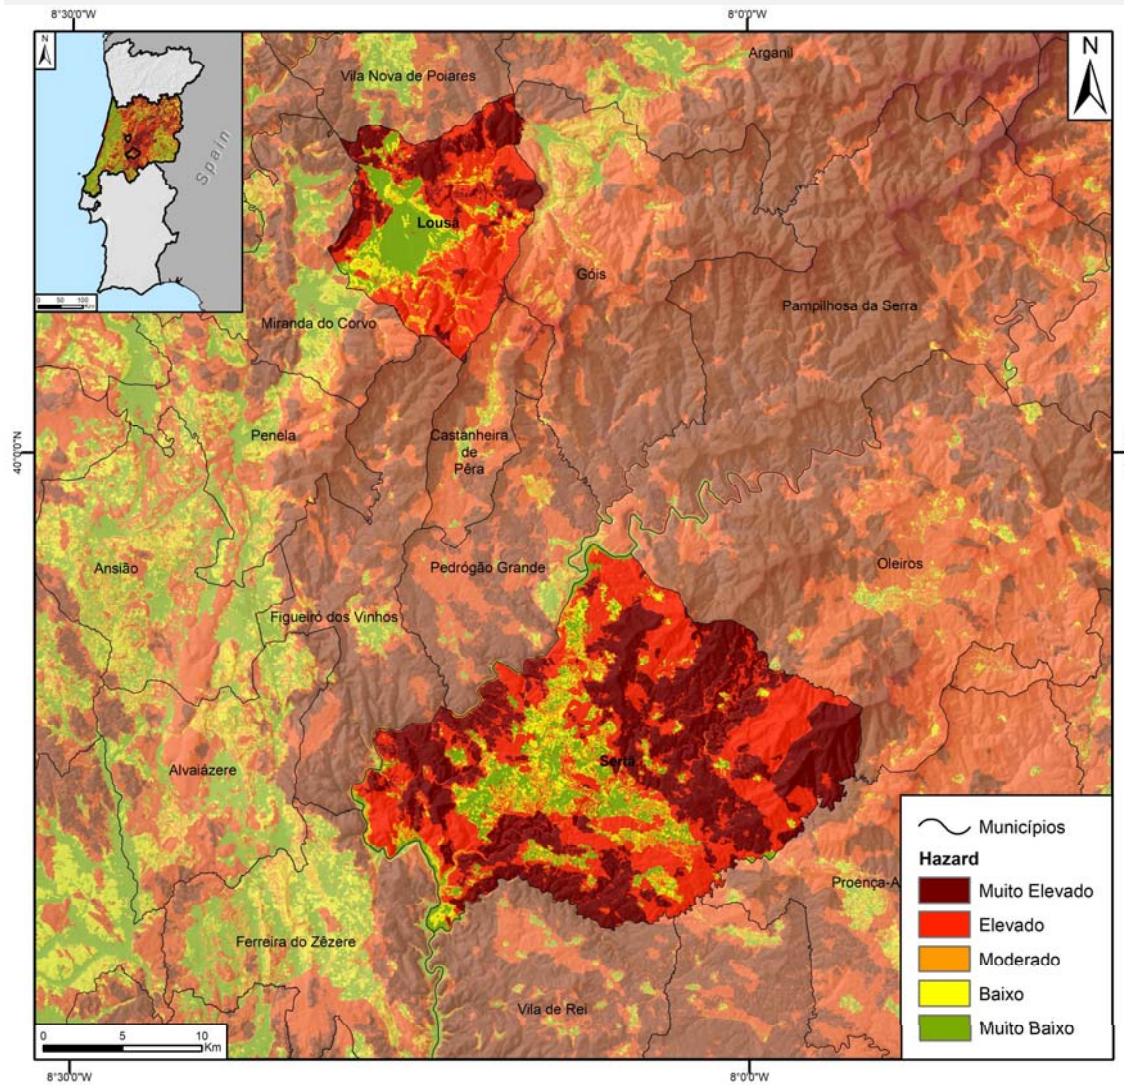 8°30'0"W
8°0'0"W
N
Spain
0 50 100
Km
N
Arganil
Vila Nova de Poiares
Lousã
Góis
Pampilhosa da Serra
Miranda do Corvo
40°0'0"N
Penela
Castanheira
de
Pêra
Ansião
Pedrógão Grande
Oleiros
Figueiró dos Vinhos
Alvaiázere
Sertã
Proença-A
Ferreira do Zêzere
Vila de Rei
Municípios
Hazard
Muito Elevado
Elevado
Moderado
Baixo
Muito Baixo
0 5 10
Km
8°30'0"W
8°0'0"W